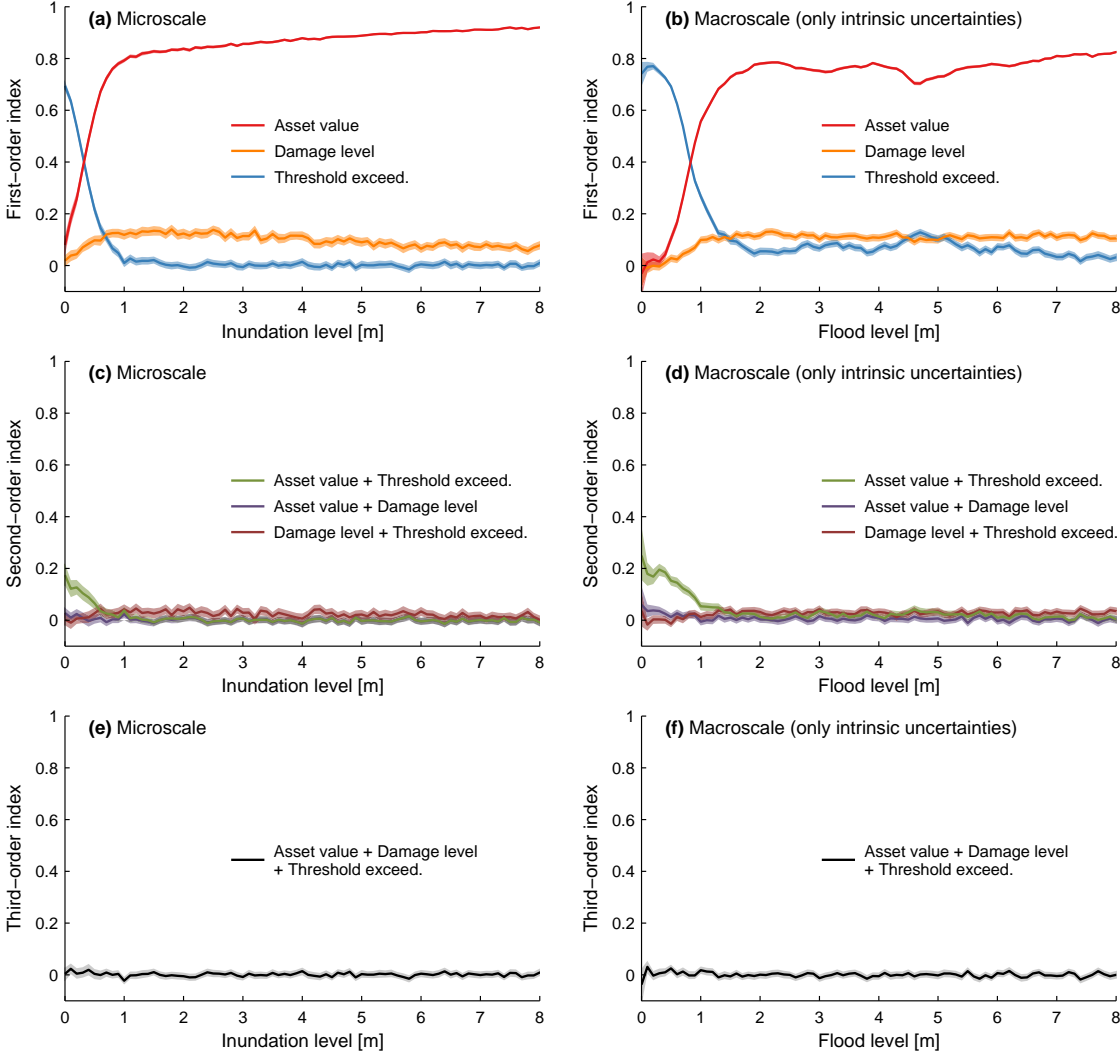 (a) Microscale
First−order index
1
0.8
0.6
0.4
0.2
0
Asset value
Damage level
Threshold exceed.
0 1 2 3 4 5 6 7 8
Inundation level [m]
(b) Macroscale (only intrinsic uncertainties)
First−order index
1
0.8
0.6
0.4
0.2
0
Asset value
Damage level
Threshold exceed.
0 1 2 3 4 5 6 7 8
Flood level [m]
(c) Microscale
Second−order index
1
0.8
0.6
0.4
0.2
0
Asset value + Threshold exceed.
Asset value + Damage level
Damage level + Threshold exceed.
0 1 2 3 4 5 6 7 8
Inundation level [m]
(d) Macroscale (only intrinsic uncertainties)
Second−order index
1
0.8
0.6
0.4
0.2
0
Asset value + Threshold exceed.
Asset value + Damage level
Damage level + Threshold exceed.
0 1 2 3 4 5 6 7 8
Flood level [m]
(e) Microscale
Third−order index
1
0.8
0.6
0.4
0.2
0
Asset value + Damage level
+ Threshold exceed.
0 1 2 3 4 5 6 7 8
Inundation level [m]
(f) Macroscale (only intrinsic uncertainties)
Third−order index
1
0.8
0.6
0.4
0.2
0
Asset value + Damage level
+ Threshold exceed.
0 1 2 3 4 5 6 7 8
Flood level [m]